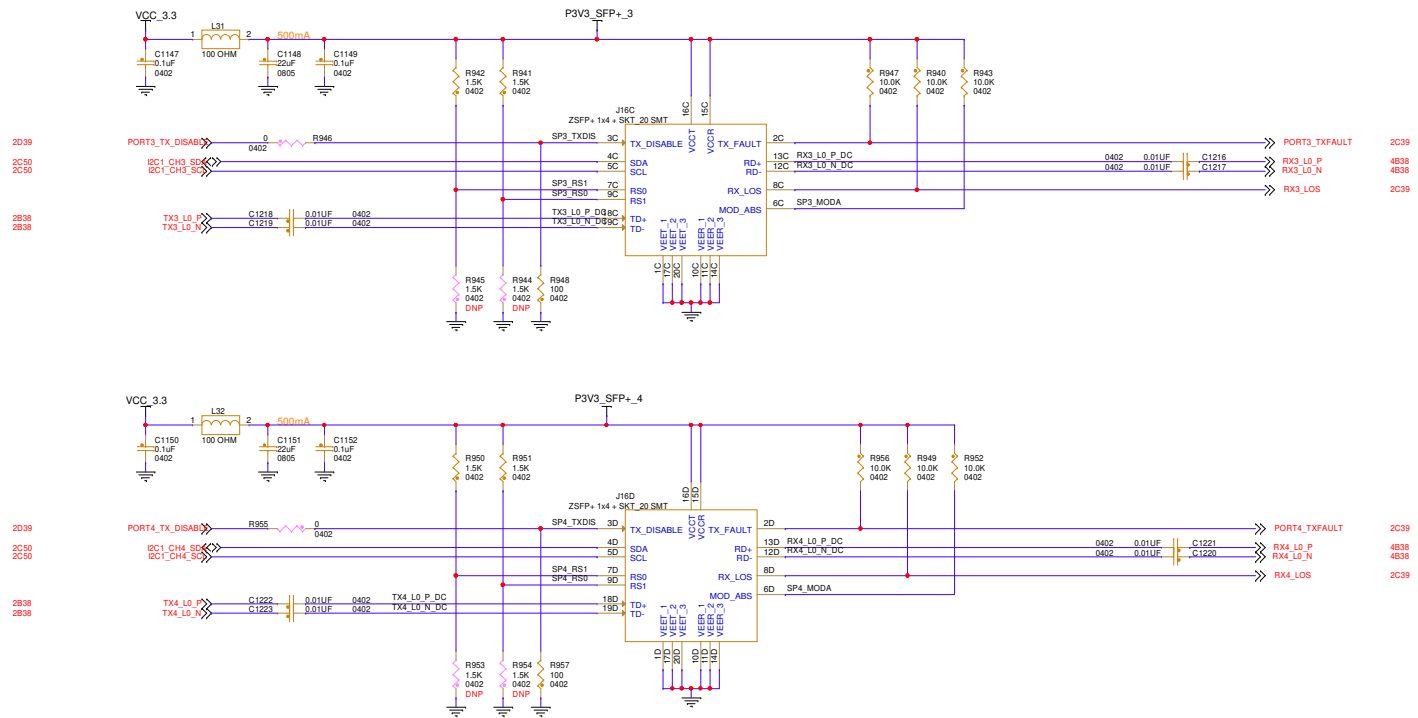 VCC_3.3
L31
1
2
500mA
100 OHM
C1147
0.1uF
0402
C1148
22uF
0805
C1149
0.1uF
0402
P3V3_SFP+_3
R942
1.5K
0402
R941
1.5K
0402
R947
10.0K
0402
R940
10.0K
0402
R943
10.0K
0402
J16C
ZSFP+ 1x4 + SKT_20 SMT
16C
15C
VCCT
VCCR
2D39
PORT3_TX_DISABL
0
0402
R946
SP3_TXDIS
3C
TX_DISABLE
TX_FAULT
2C
PORT3_TXFAULT
2C39
2C50
I2C1_CH3_SDA
4C
SDA
RD+
13C
RX3_L0_P_DC
0402
0.01UF
C1216
RX3_L0_P
4B38
2C50
I2C1_CH3_SCL
5C
SCL
RD-
12C
RX3_L0_N_DC
0402
0.01UF
C1217
RX3_L0_N
4B38
SP3_RS1
7C
RS0
RX_LOS
8C
RX3_LOS
2C39
SP3_RS0
9C
RS1
MOD_ABS
6C
SP3_MODA
2B38
TX3_L0_P
C1218
0.01UF
0402
TX3_L0_P_DC
18C
TD+
2B38
TX3_L0_N
C1219
0.01UF
0402
TX3_L0_N_DC
19C
TD-
VEET_1
VEET_2
VEET_3
VEER_1
VEER_2
VEER_3
1C
17C
20C
10C
11C
14C
R945
1.5K
0402
DNP
R944
1.5K
0402
DNP
R948
100
0402
VCC_3.3
L32
1
2
500mA
100 OHM
C1150
0.1uF
0402
C1151
22uF
0805
C1152
0.1uF
0402
P3V3_SFP+_4
R950
1.5K
0402
R951
1.5K
0402
R956
10.0K
0402
R949
10.0K
0402
R952
10.0K
0402
J16D
ZSFP+ 1x4 + SKT_20 SMT
16D
15D
VCCT
VCCR
2D39
PORT4_TX_DISABL
R955
0
0402
SP4_TXDIS
3D
TX_DISABLE
TX_FAULT
2D
PORT4_TXFAULT
2C39
2C50
I2C1_CH4_SDA
4D
SDA
RD+
13D
RX4_L0_P_DC
0402
0.01UF
C1221
RX4_L0_P
4B38
2C50
I2C1_CH4_SCL
5D
SCL
RD-
12D
RX4_L0_N_DC
0402
0.01UF
C1220
RX4_L0_N
4B38
SP4_RS1
7D
RS0
RX_LOS
8D
RX4_LOS
2C39
SP4_RS0
9D
RS1
MOD_ABS
6D
SP4_MODA
2B38
TX4_L0_P
C1222
0.01UF
0402
TX4_L0_P_DC
18D
TD+
2B38
TX4_L0_N
C1223
0.01UF
0402
TX4_L0_N_DC
19D
TD-
VEET_1
VEET_2
VEET_3
VEER_1
VEER_2
VEER_3
1D
17D
20D
10D
11D
14D
R953
1.5K
0402
DNP
R954
1.5K
0402
DNP
R957
100
0402